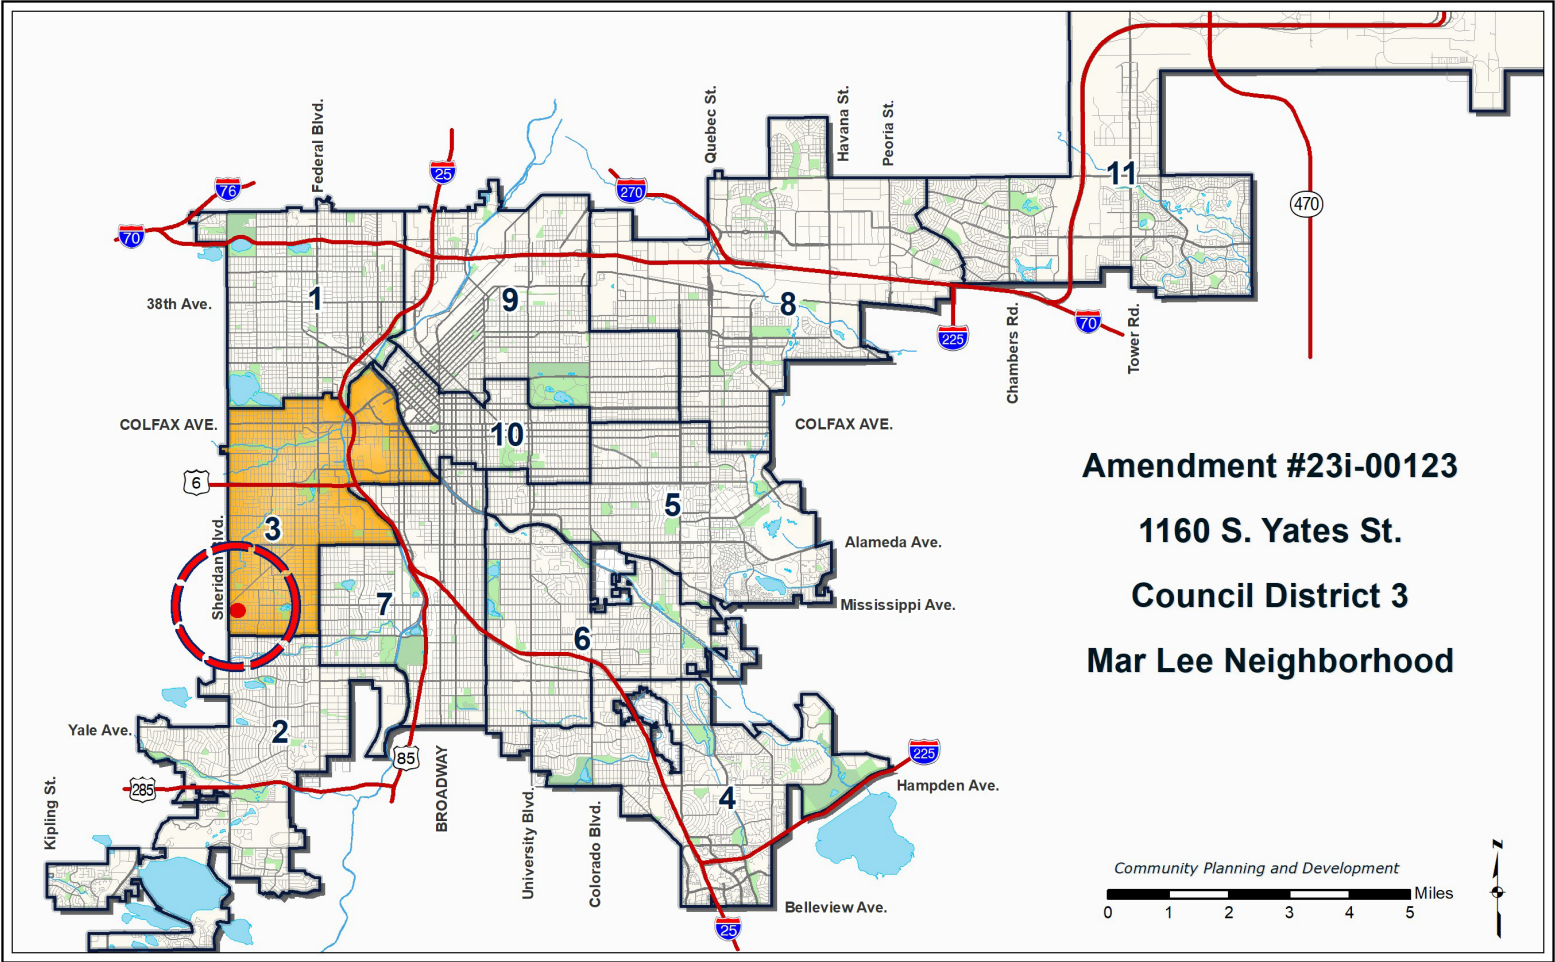 Federal Blvd.
Quebec St.
Havana St.
Peoria St.
76
25
270
70
11
470
38th Ave.
1
9
8
225
70
Chambers Rd.
Tower Rd.
COLFAX AVE.
10
COLFAX AVE.
6
5
3
Sheridan Blvd.
Alameda Ave.
Mississippi Ave.
7
6
Amendment #23i-00123
1160 S. Yates St.
Council District 3
Mar Lee Neighborhood
Yale Ave.
2
85
225
285
Kipling St.
BROADWAY
University Blvd.
Colorado Blvd.
4
Hampden Ave.
Belleview Ave.
25
Community Planning and Development
Miles
0 1 2 3 4 5
z